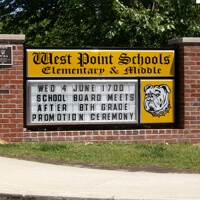 West Point Schools
Elementary & Middle
WED 4 JUNE 1700
SCHOOL BOARD MEETS
AFTER 8TH GRADE
PROMOTION CEREMONY